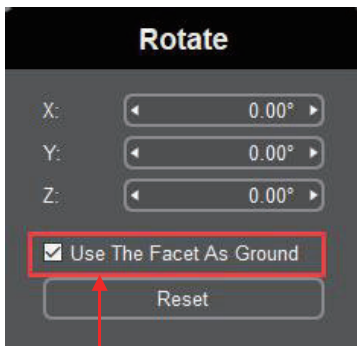 Rotate
X: 0.00°
Y: 0.00°
Z: 0.00°
Use The Facet As Ground
Reset